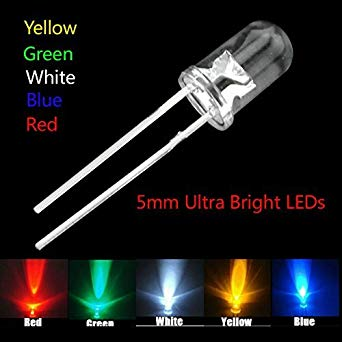 Yellow
Green
White
Blue
Red
5mm Ultra Bright LEDs
Red
Green
White
Yellow
Blue